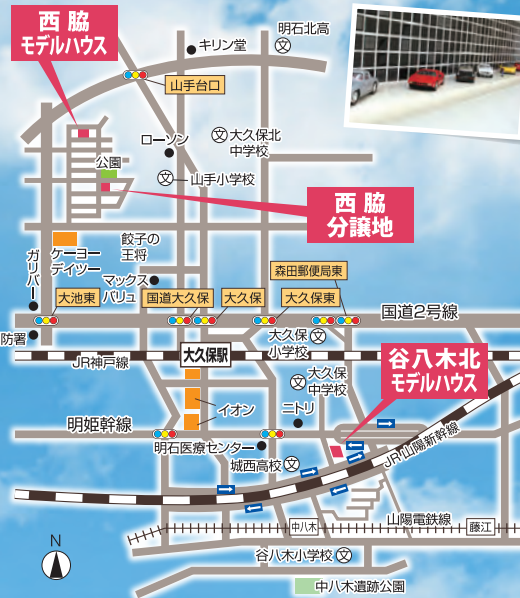 西脇
モデルハウス
キリン堂
明石北高
文
山手台口
ローソン
文
大久保北
中学校
公園
文
山手小学校
西脇
分譲地
ケーヨー
デイツー
餃子の
王将
ガリバー
マックス
バリュ
森田郵便局東
大池東
国道大久保
大久保
大久保東
国道2号線
防署
大久保
小学校
文
JR神戸線
大久保駅
谷八木北
モデルハウス
文
大久保
中学校
イオン
ニトリ
明姫幹線
明石医療センター
城西高校
文
JR山陽新幹線
山陽電鉄線
中八木
藤江
谷八木小学校
文
N
中八木遺跡公園